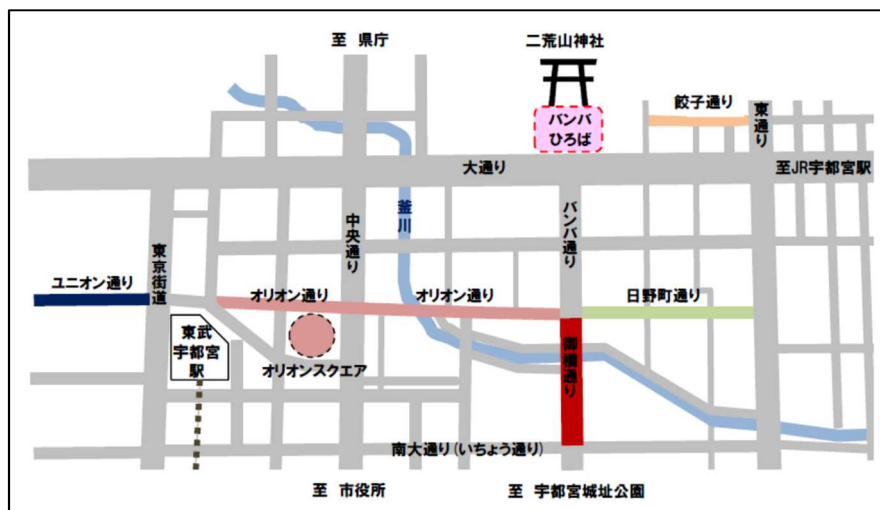 至 県庁
二荒山神社
バンバ
ひろば
餃子通り
東通り
大通り
至JR宇都宮駅
釜川
中央通り
バンバ通り
東京街道
ユニオン通り
オリオン通り
オリオン通り
日野町通り
東武
宇都宮
駅
オリオンスクエア
御橋通り
南大通り(いちょう通り)
至 市役所
至 宇都宮城址公園